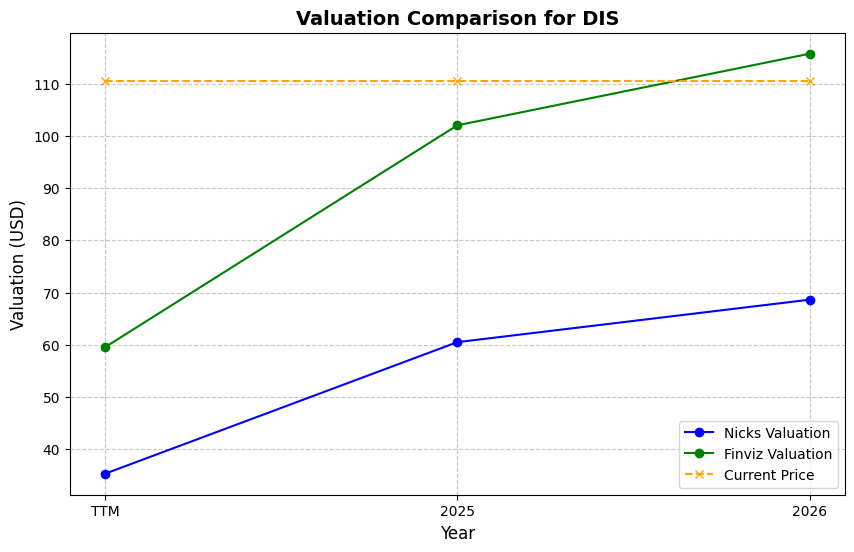 Valuation Comparison for DIS
Valuation (USD)
110
100
90
80
70
60
50
40
TTM
2025
2026
Year
Nicks Valuation
Finviz Valuation
Current Price